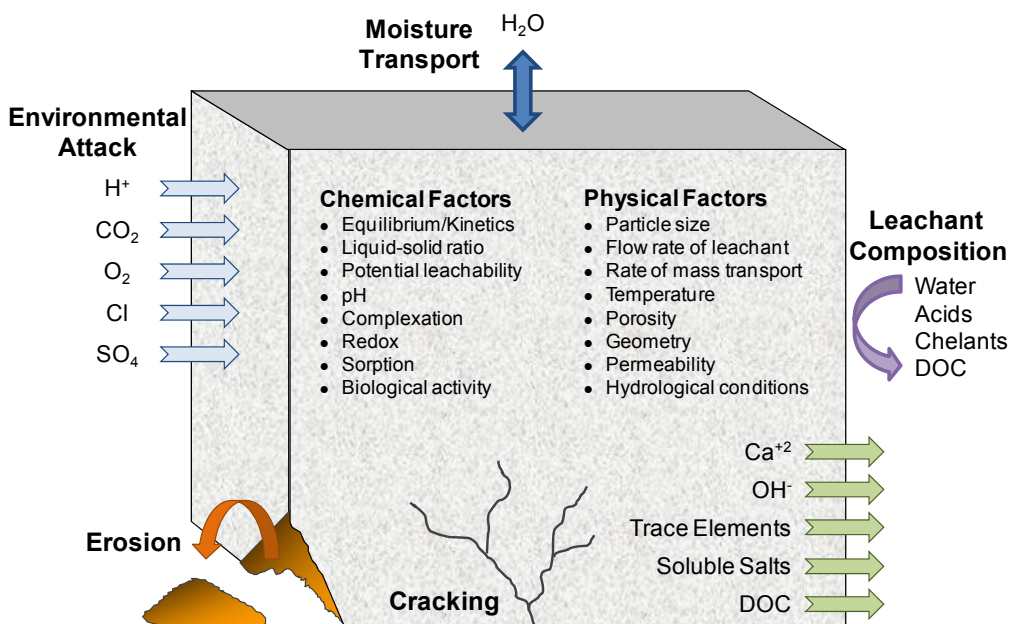 Moisture
Transport
H₂O
Environmental
Attack
H⁺
CO₂
O₂
Cl
SO₄
Chemical Factors
• Equilibrium/Kinetics
• Liquid-solid ratio
• Potential leachability
• pH
• Complexation
• Redox
• Sorption
• Biological activity
Physical Factors
• Particle size
• Flow rate of leachant
• Rate of mass transport
• Temperature
• Porosity
• Geometry
• Permeability
• Hydrological conditions
Leachant
Composition
Water
Acids
Chelants
DOC
Ca⁺²
OH⁻
Trace Elements
Soluble Salts
DOC
Erosion
Cracking